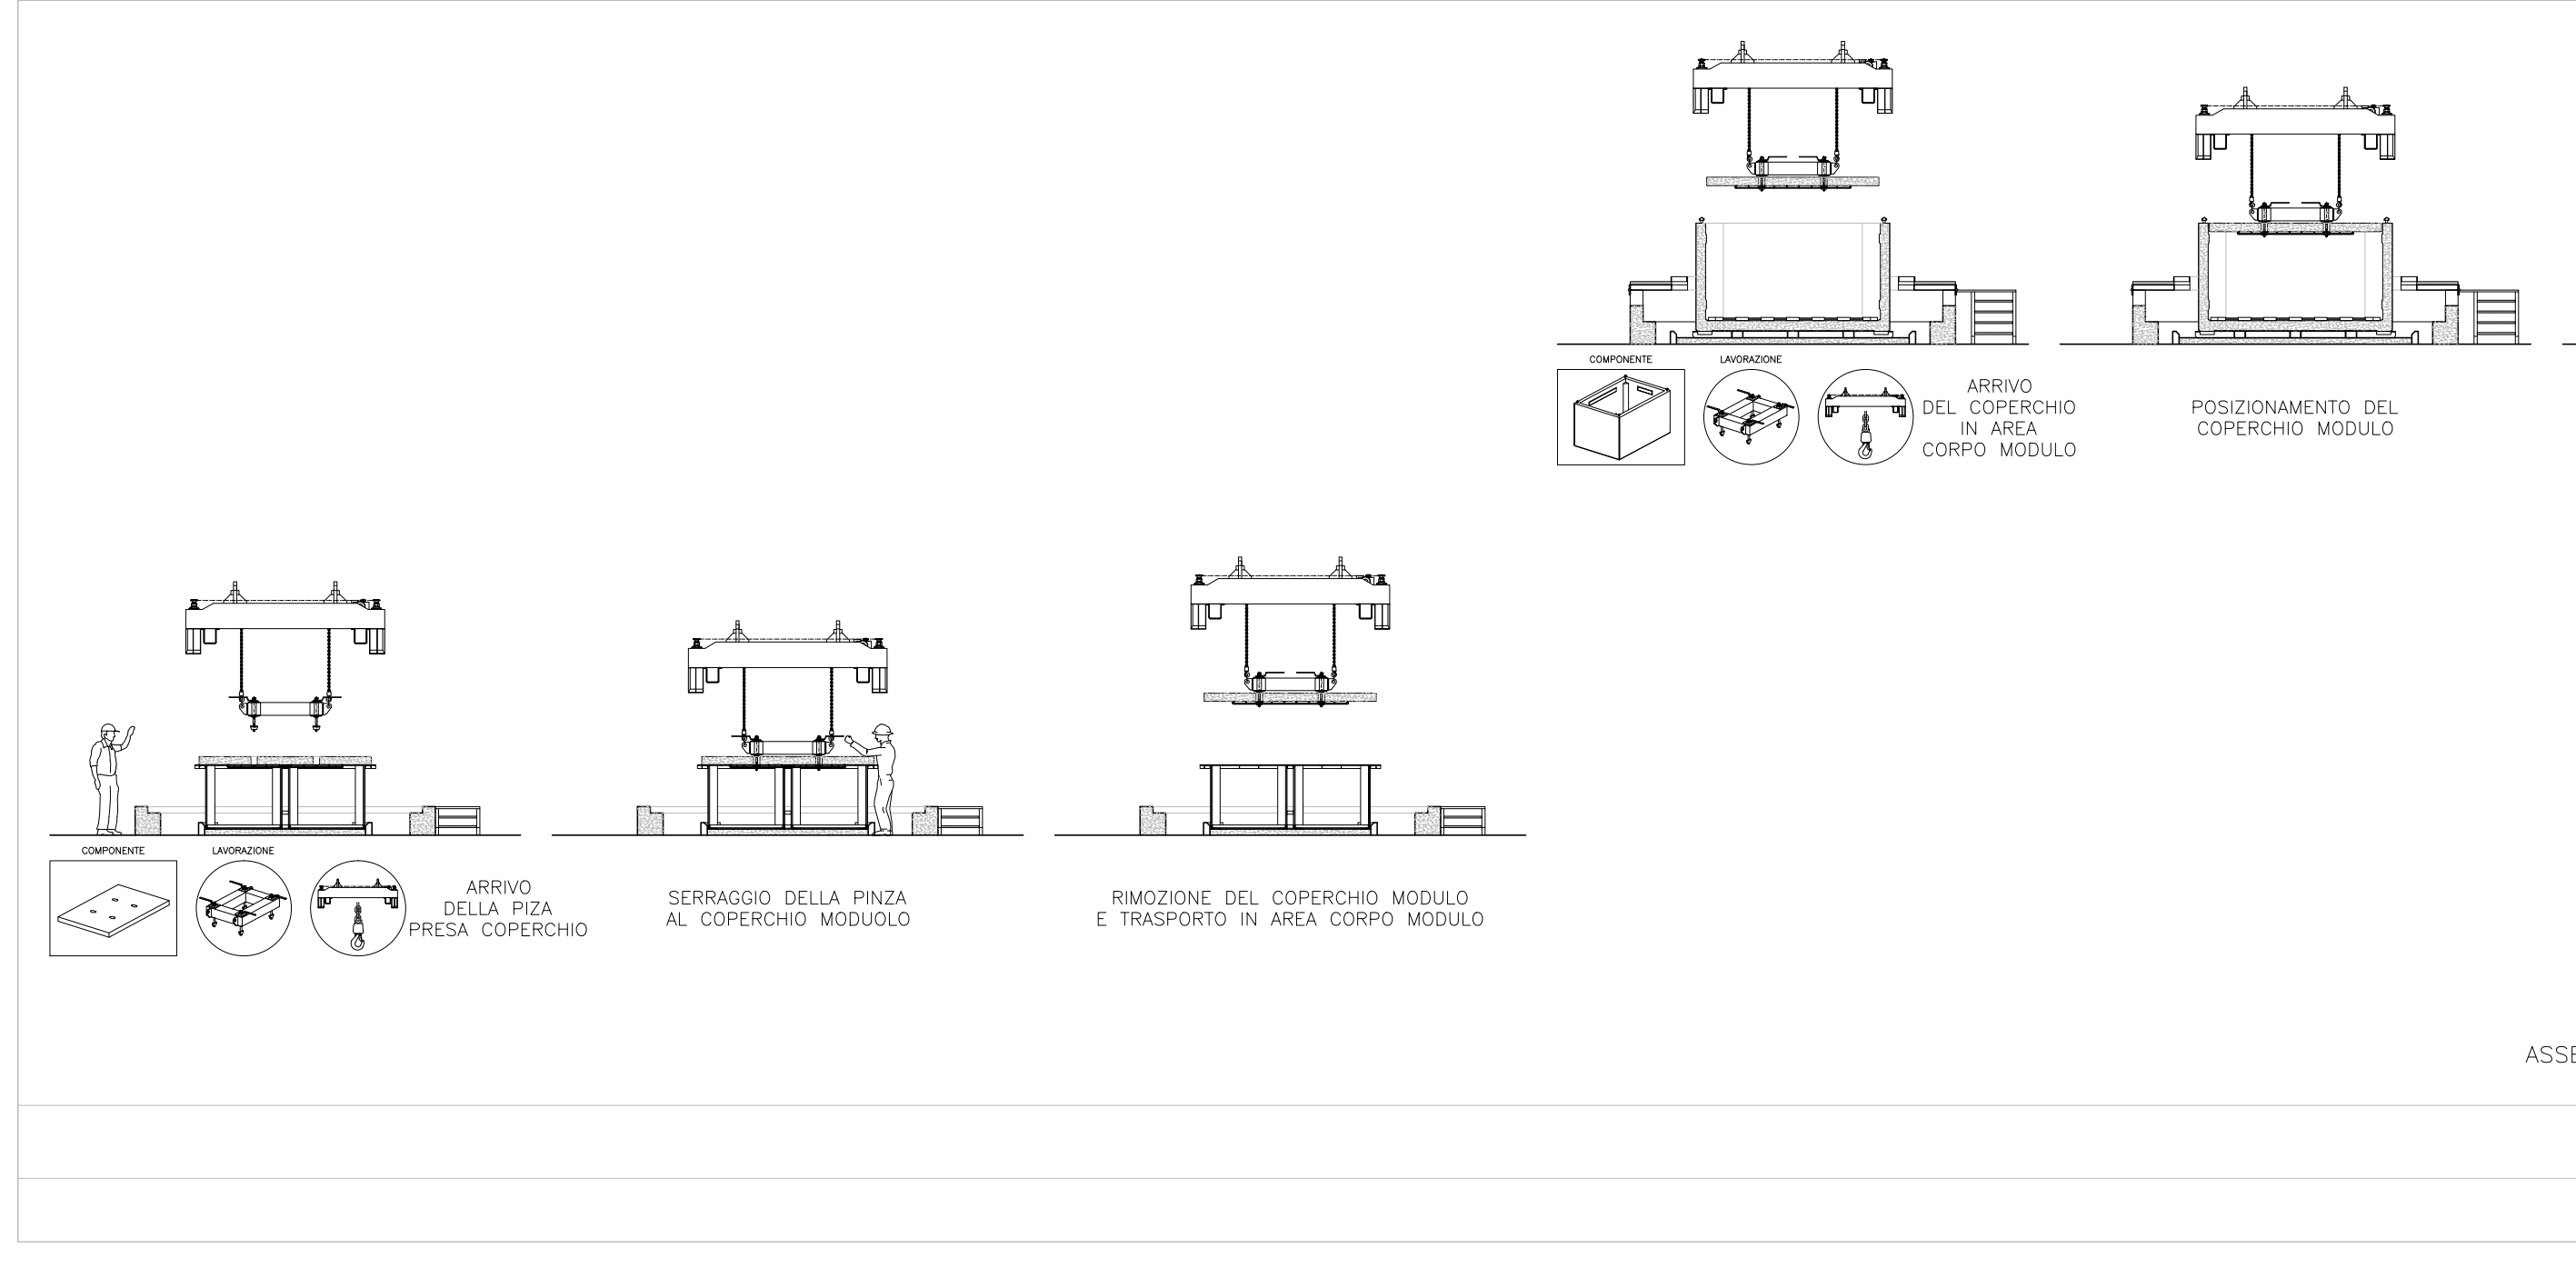 COMPONENTE
LAVORAZIONE
ARRIVO
DEL COPERCHIO
IN AREA
CORPO MODULO
POSIZIONAMENTO DEL
COPERCHIO MODULO
COMPONENTE
LAVORAZIONE
ARRIVO
DELLA PIZA
PRESA COPERCHIO
SERRAGGIO DELLA PINZA
AL COPERCHIO MODUOLO
RIMOZIONE DEL COPERCHIO MODULO
E TRASPORTO IN AREA CORPO MODULO
ASSE